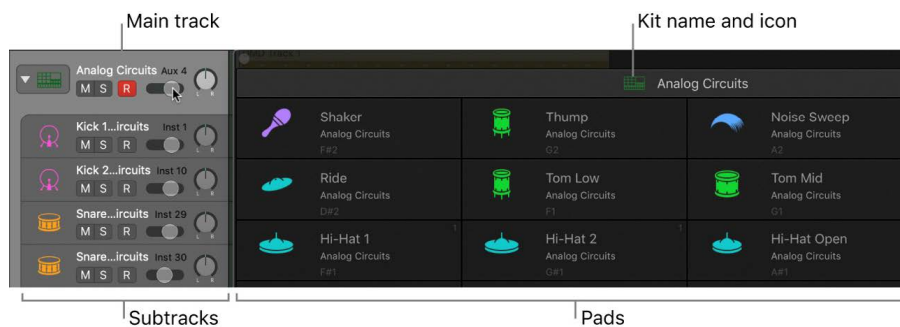 Main track
Kit name and icon
Analog Circuits Aux 4
M S R
L R
Analog Circuits
Kick 1...ircuits Inst 1
M S R
L R
Kick 2...ircuits Inst 10
M S R
L R
Snare...ircuits Inst 29
M S R
L R
Snare...ircuits Inst 30
M S R
L R
Shaker
Analog Circuits
F#2
Thump
Analog Circuits
G2
Noise Sweep
Analog Circuits
A2
Ride
Analog Circuits
D#2
Tom Low
Analog Circuits
F1
Tom Mid
Analog Circuits
G1
1
Hi-Hat 1
Analog Circuits
F#1
1
Hi-Hat 2
Analog Circuits
G#1
Hi-Hat Open
Analog Circuits
A#1
Subtracks
Pads